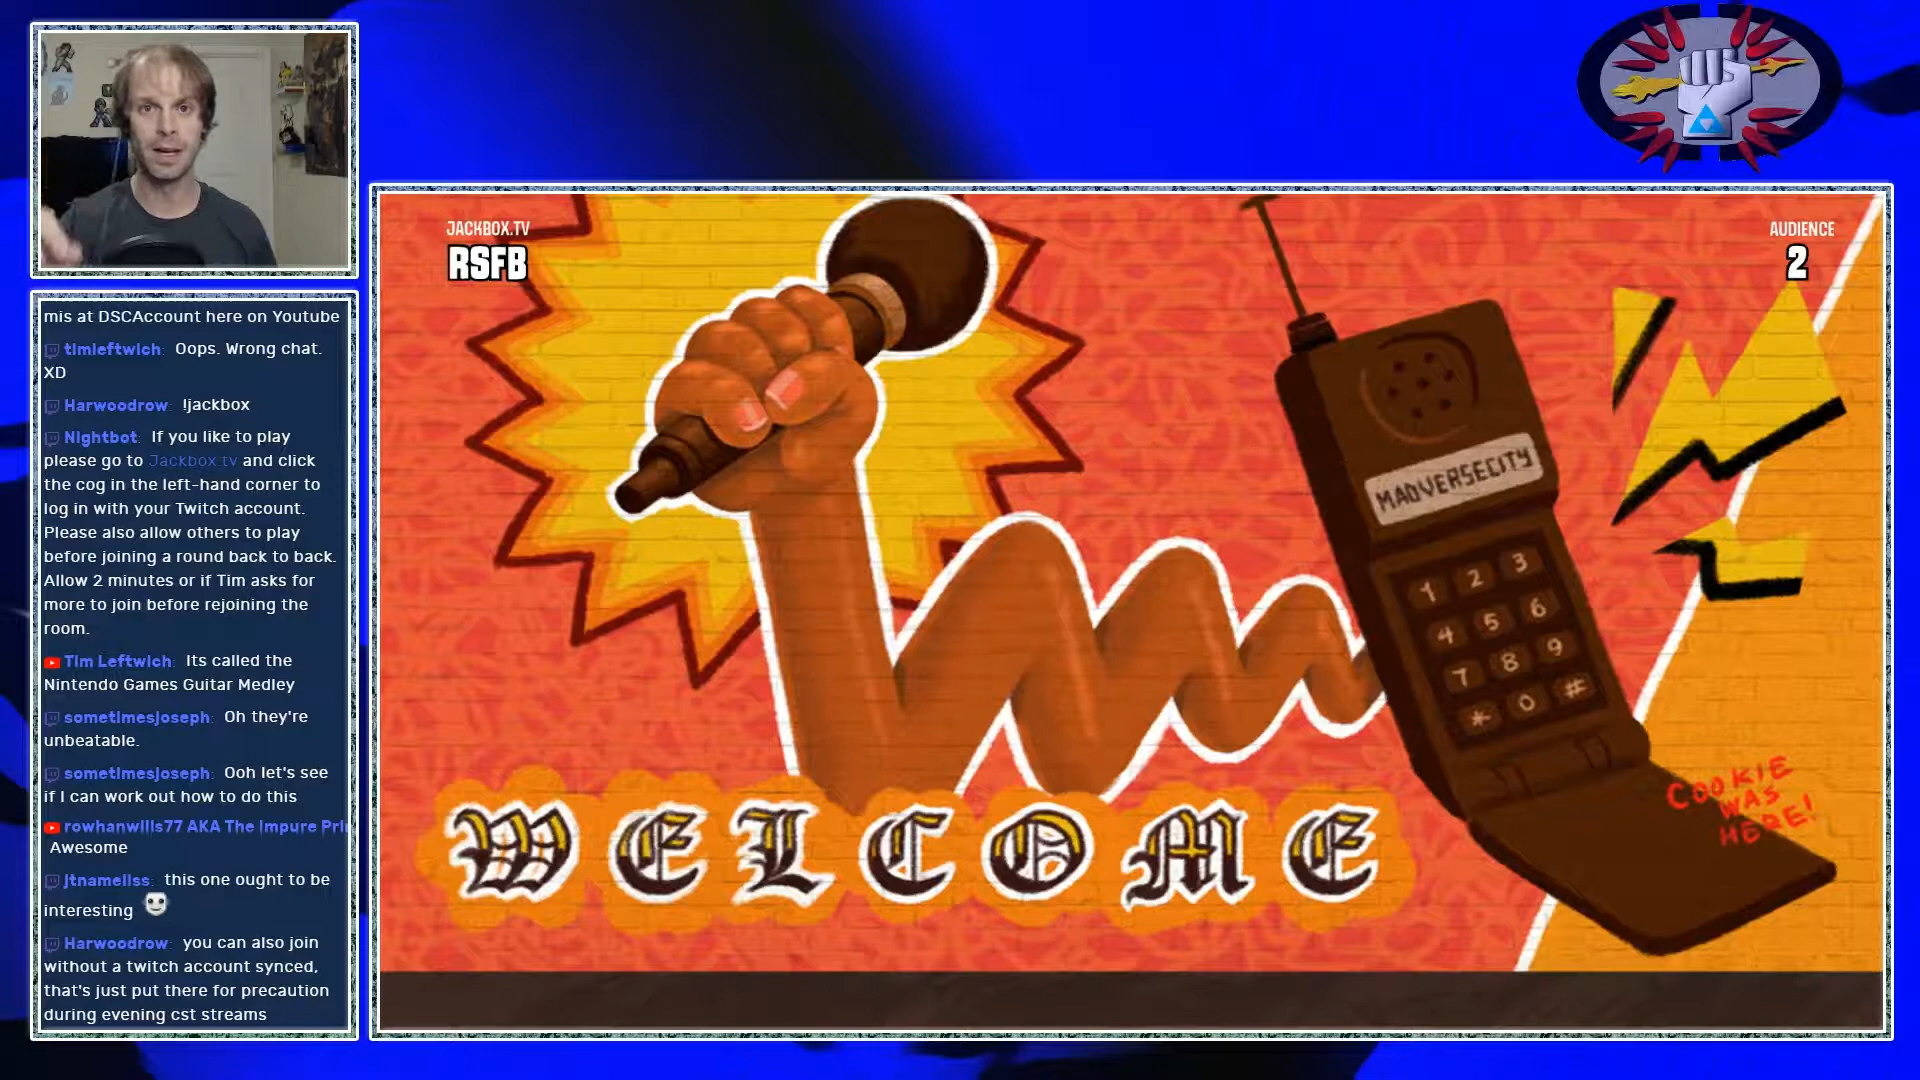 mis at DSCAccount here on Youtube
timleftwich: Oops. Wrong chat.
XD
Harwoodrow: !jackbox
Nightbot: If you like to play
please go to Jackbox.tv and click
the cog in the left-hand corner to
log in with your Twitch account.
Please also allow others to play
before joining a round back to back.
Allow 2 minutes or if Tim asks for
more to join before rejoining the
room.
Tim Leftwich: Its called the
Nintendo Games Guitar Medley
sometimesjoseph: Oh they're
unbeatable.
sometimesjoseph: Ooh let's see
if I can work out how to do this
rowhanwills77 AKA The Impure Pri
Awesome
jtnamellss: this one ought to be
interesting
Harwoodrow: you can also join
without a twitch account synced,
that's just put there for precaution
during evening cst streams
JACKBOX.TV
RSFB
AUDIENCE
2
MADVERSECITY
1 2 3
4 5 6
7 8 9
* 0 #
COOKIE
WAS
HERE!
WELCOME